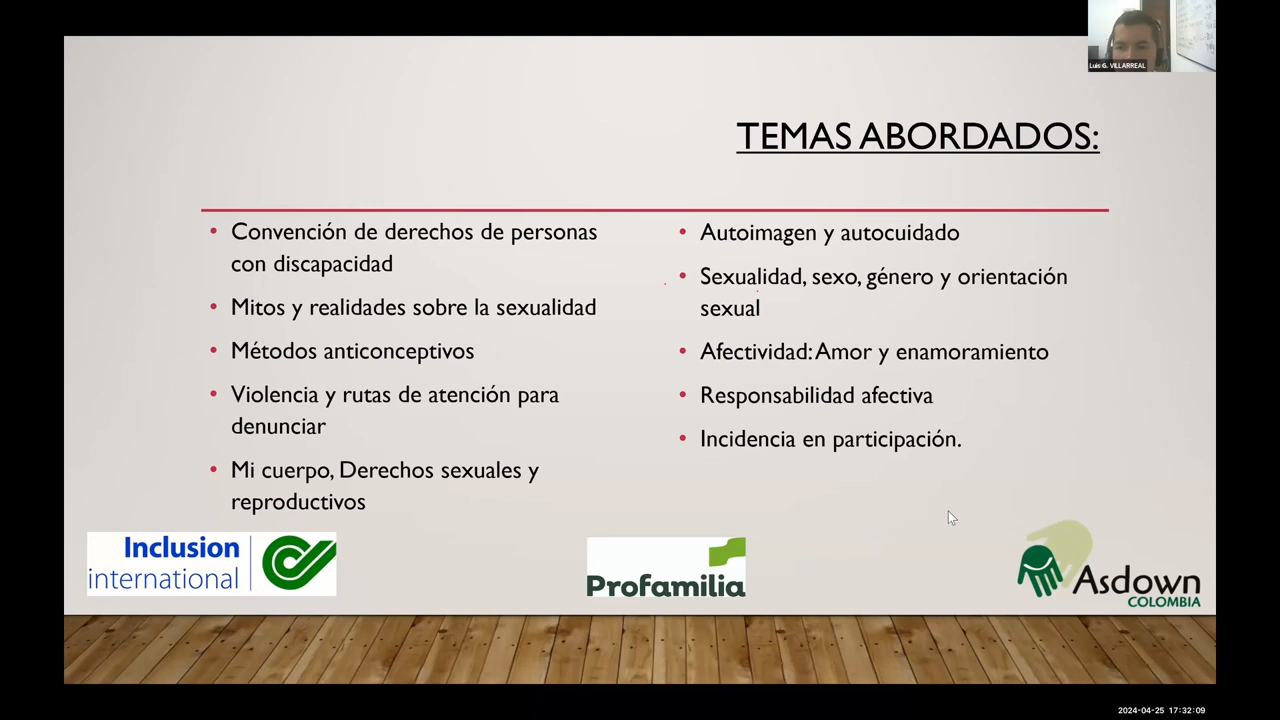 Luis G. VILLARREAL
TEMAS ABORDADOS:
• Convención de derechos de personas
con discapacidad
• Mitos y realidades sobre la sexualidad
• Métodos anticonceptivos
• Violencia y rutas de atención para
denunciar
• Mi cuerpo, Derechos sexuales y
reproductivos
• Autoimagen y autocuidado
• Sexualidad, sexo, género y orientación
sexual
• Afectividad: Amor y enamoramiento
• Responsabilidad afectiva
• Incidencia en participación.
Inclusion
international
Profamilia
Asdown
COLOMBIA
2024-04-25 17:32:09